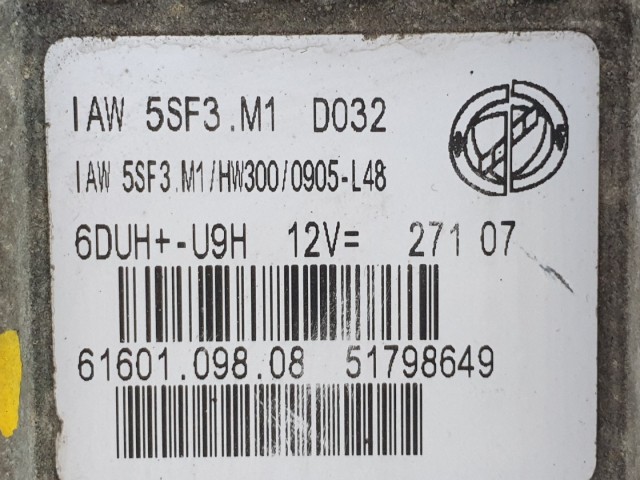 IAW 5SF3.M1 D032
IAW 5SF3.M1/HW300/0905-L48
6DUH+-U9H 12V= 271 07
61601.098.08 51798649